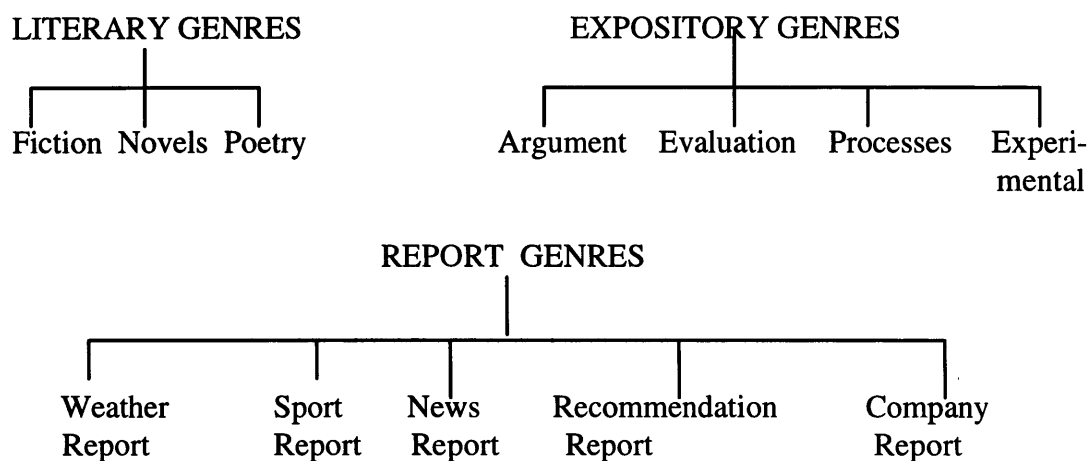 LITERARY GENRES
EXPOSITORY GENRES
Fiction Novels Poetry
Argument Evaluation Processes Experi-
mental
REPORT GENRES
Weather Sport News Recommendation Company
Report Report Report Report Report